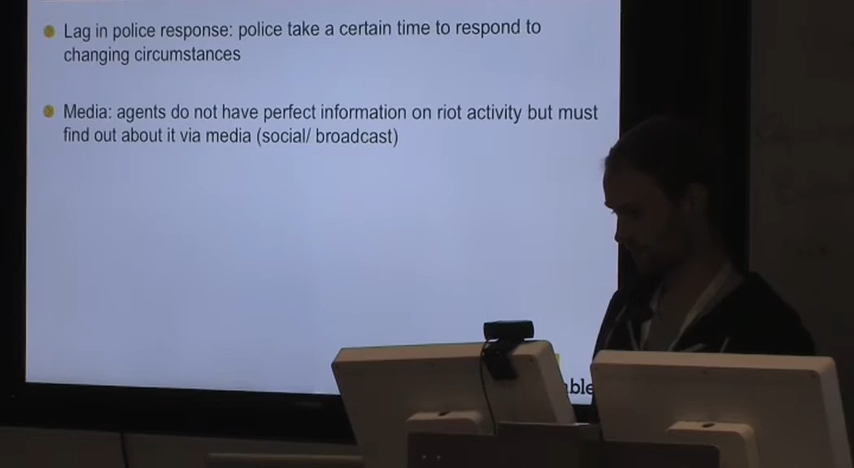 Lag in police response: police take a certain time to respond to
changing circumstances
Media: agents do not have perfect information on riot activity but must
find out about it via media (social/ broadcast)